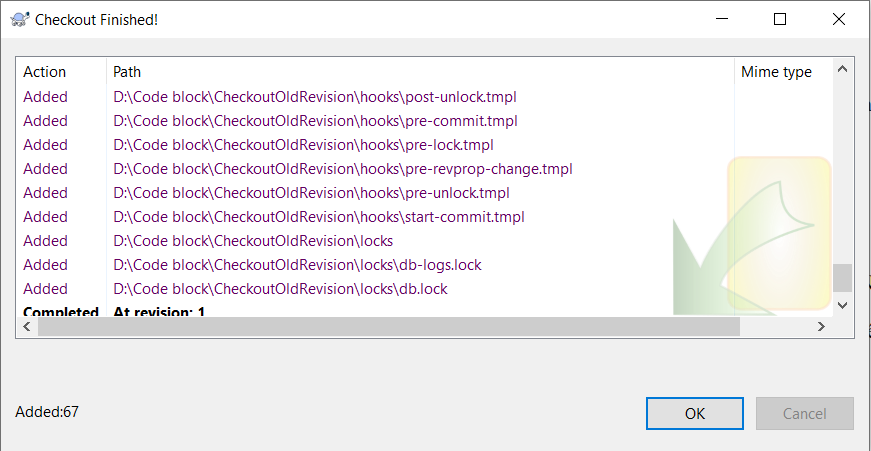 Checkout Finished!
Action Path Mime type
Added D:\Code block\CheckoutOldRevision\hooks\post-unlock.tmpl
Added D:\Code block\CheckoutOldRevision\hooks\pre-commit.tmpl
Added D:\Code block\CheckoutOldRevision\hooks\pre-lock.tmpl
Added D:\Code block\CheckoutOldRevision\hooks\pre-revprop-change.tmpl
Added D:\Code block\CheckoutOldRevision\hooks\pre-unlock.tmpl
Added D:\Code block\CheckoutOldRevision\hooks\start-commit.tmpl
Added D:\Code block\CheckoutOldRevision\locks
Added D:\Code block\CheckoutOldRevision\locks\db-logs.lock
Added D:\Code block\CheckoutOldRevision\locks\db.lock
Completed At revision: 1
Added:67
OK Cancel